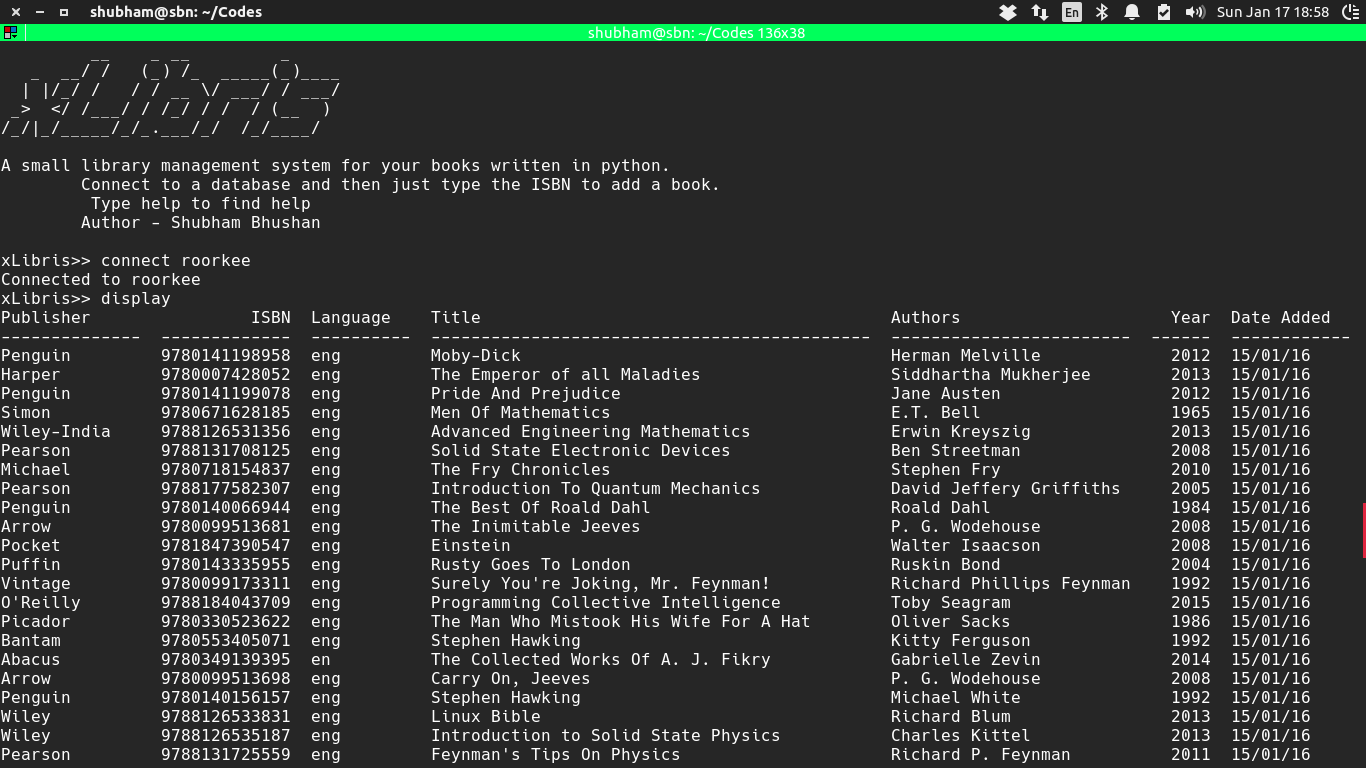 shubham@sbn: ~/Codes
En
Sun Jan 17 18:58
shubham@sbn: ~/Codes 136x38
xLibris
A small library management system for your books written in python.
Connect to a database and then just type the ISBN to add a book.
Type help to find help
Author - Shubham Bhushan
xLibris>> connect roorkee
Connected to roorkee
xLibris>> display
Publisher ISBN Language Title Authors Year Date Added
-------------- ------------- ---------- -------------------------------------------- ------------------------ ------ ------------
Penguin 9780141198958 eng Moby-Dick Herman Melville 2012 15/01/16
Harper 9780007428052 eng The Emperor of all Maladies Siddhartha Mukherjee 2013 15/01/16
Penguin 9780141199078 eng Pride And Prejudice Jane Austen 2012 15/01/16
Simon 9780671628185 eng Men Of Mathematics E.T. Bell 1965 15/01/16
Wiley-India 9788126531356 eng Advanced Engineering Mathematics Erwin Kreyszig 2013 15/01/16
Pearson 9788131708125 eng Solid State Electronic Devices Ben Streetman 2008 15/01/16
Michael 9780718154837 eng The Fry Chronicles Stephen Fry 2010 15/01/16
Pearson 9788177582307 eng Introduction To Quantum Mechanics David Jeffery Griffiths 2005 15/01/16
Penguin 9780140066944 eng The Best Of Roald Dahl Roald Dahl 1984 15/01/16
Arrow 9780099513681 eng The Inimitable Jeeves P. G. Wodehouse 2008 15/01/16
Pocket 9781847390547 eng Einstein Walter Isaacson 2008 15/01/16
Puffin 9780143335955 eng Rusty Goes To London Ruskin Bond 2004 15/01/16
Vintage 9780099173311 eng Surely You're Joking, Mr. Feynman! Richard Phillips Feynman 1992 15/01/16
O'Reilly 9788184043709 eng Programming Collective Intelligence Toby Seagram 2015 15/01/16
Picador 9780330523622 eng The Man Who Mistook His Wife For A Hat Oliver Sacks 1986 15/01/16
Bantam 9780553405071 eng Stephen Hawking Kitty Ferguson 1992 15/01/16
Abacus 9780349139395 en The Collected Works Of A. J. Fikry Gabrielle Zevin 2014 15/01/16
Arrow 9780099513698 eng Carry On, Jeeves P. G. Wodehouse 2008 15/01/16
Penguin 9780140156157 eng Stephen Hawking Michael White 1992 15/01/16
Wiley 9788126533831 eng Linux Bible Richard Blum 2013 15/01/16
Wiley 9788126535187 eng Introduction to Solid State Physics Charles Kittel 2013 15/01/16
Pearson 9788131725559 eng Feynman's Tips On Physics Richard P. Feynman 2011 15/01/16